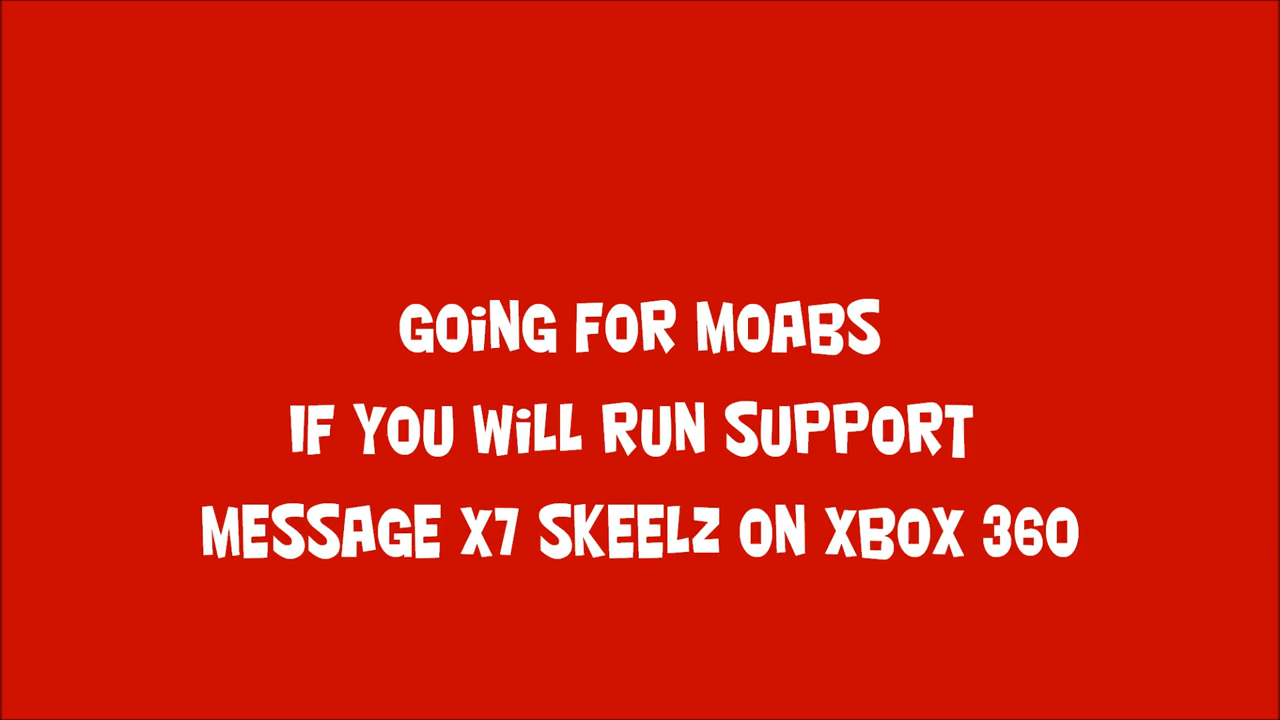 GOING FOR MOABS
IF YOU WILL RUN SUPPORT
MESSAGE X7 SKEELZ ON XBOX 360